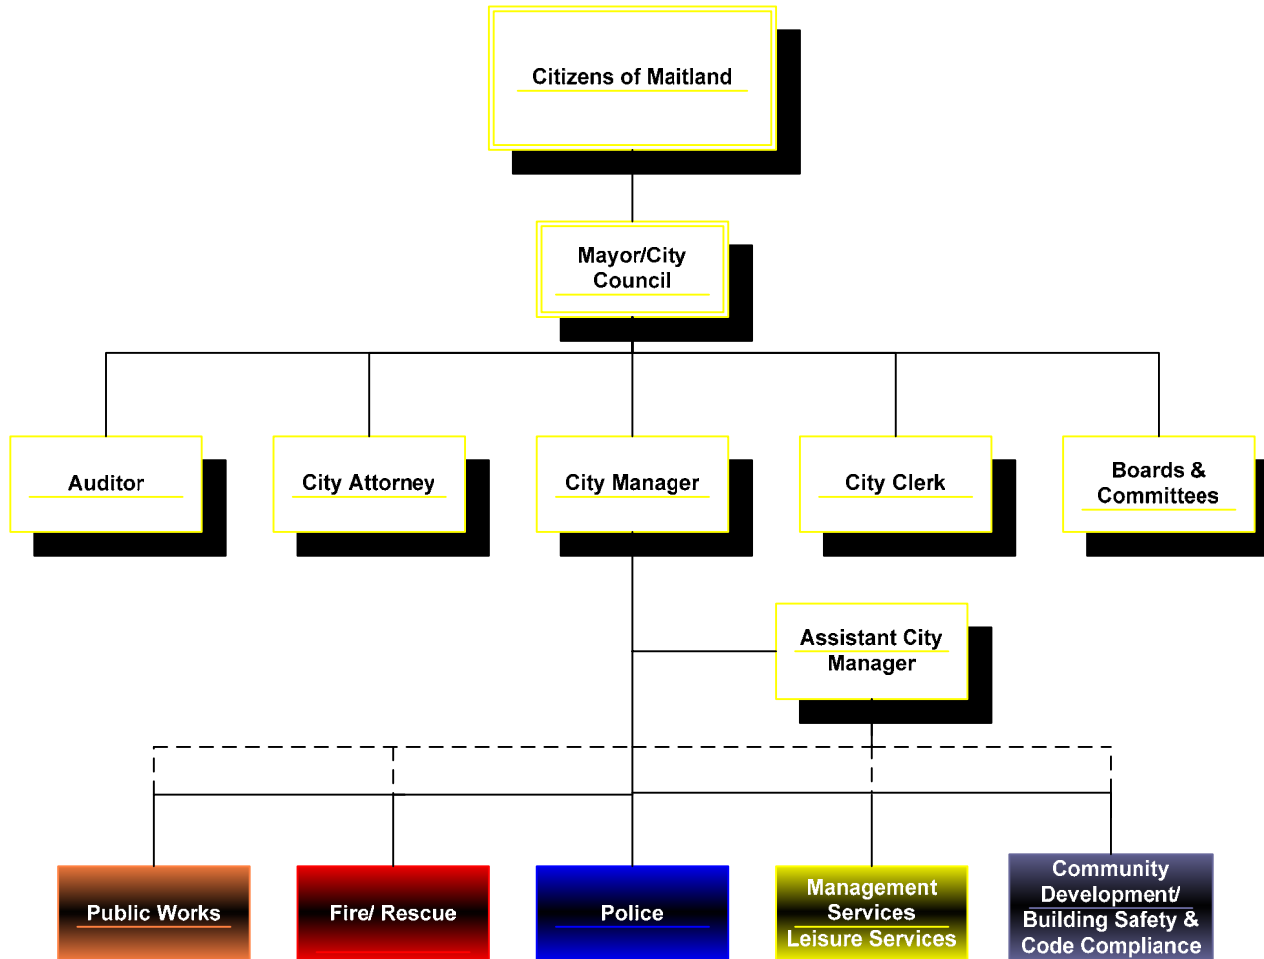 Citizens of Maitland
Mayor/City
Council
Auditor
City Attorney
City Manager
City Clerk
Boards &
Committees
Assistant City
Manager
Public Works
Fire/ Rescue
Police
Management
Services
Leisure Services
Community
Development/
Building Safety &
Code Compliance